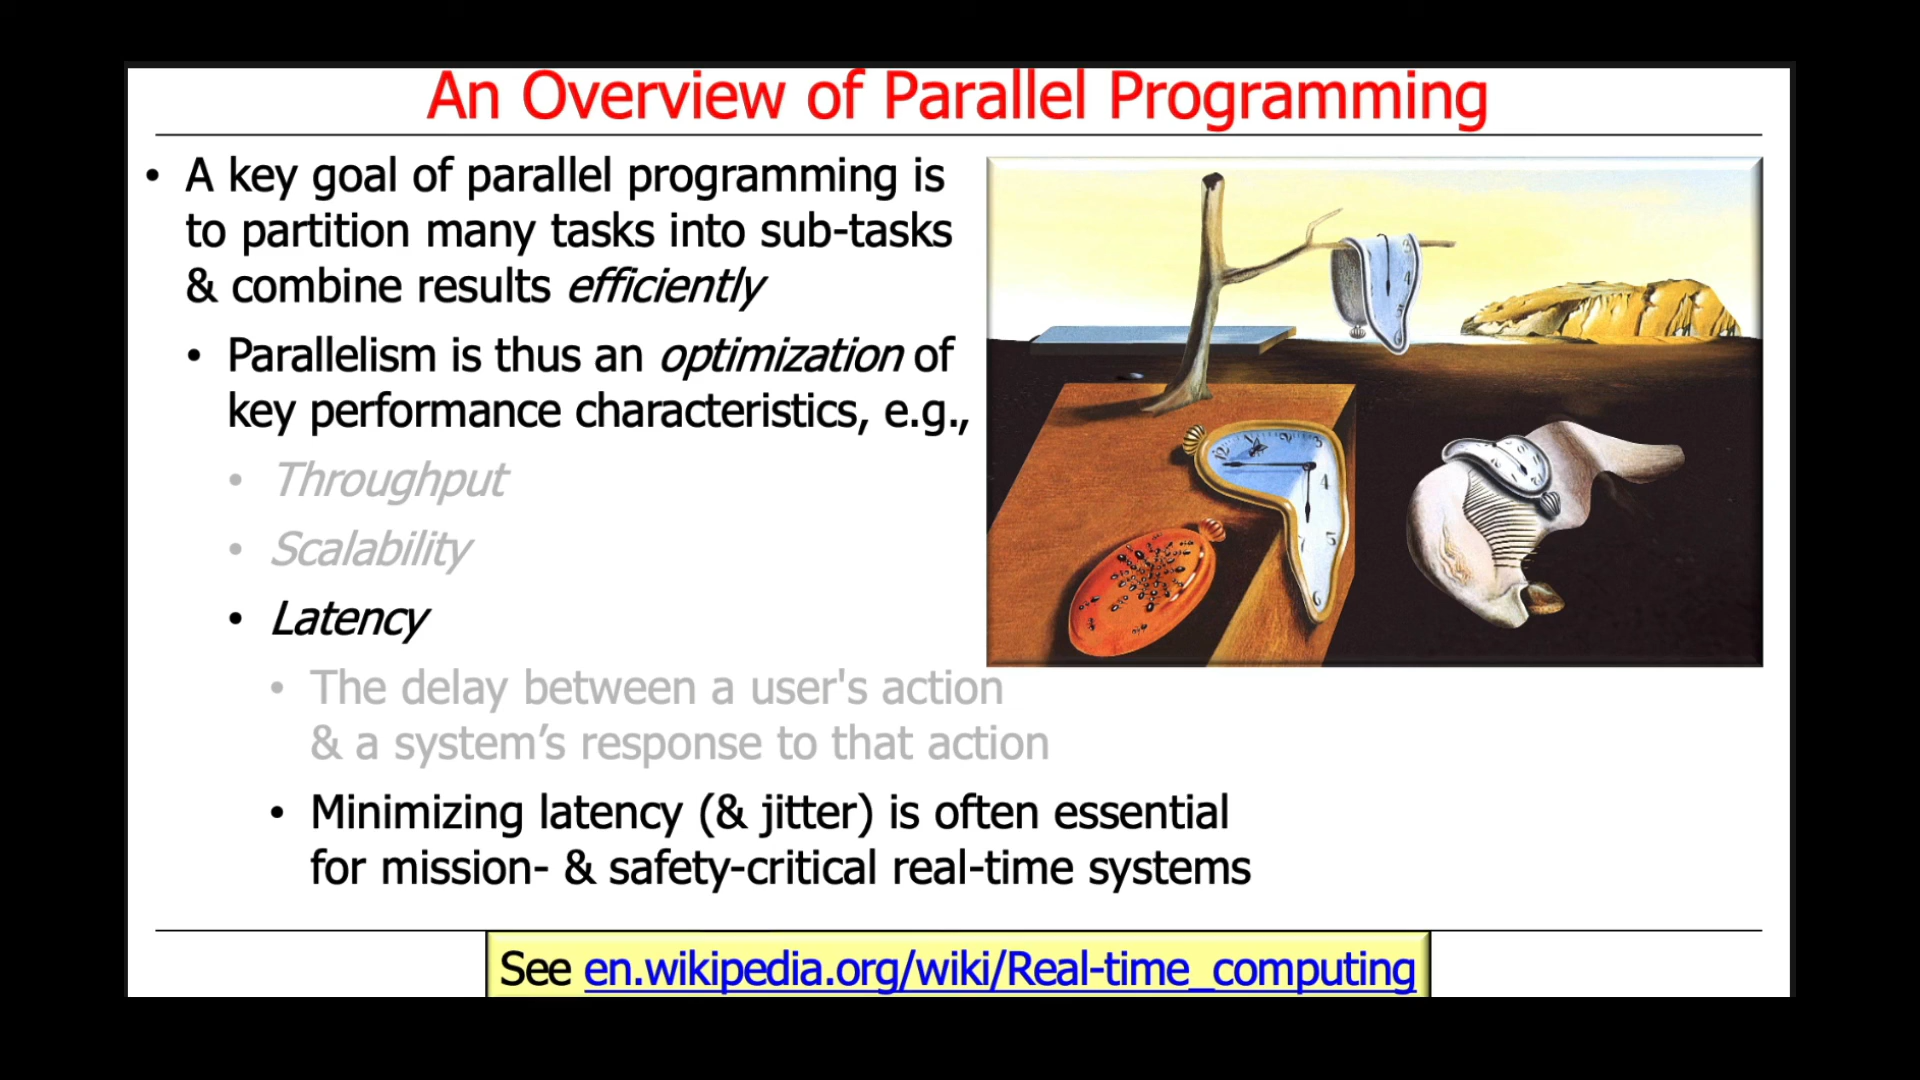 An Overview of Parallel Programming
• A key goal of parallel programming is
to partition many tasks into sub-tasks
& combine results efficiently
• Parallelism is thus an optimization of
key performance characteristics, e.g.,
• Throughput
• Scalability
• Latency
• The delay between a user's action
& a system’s response to that action
• Minimizing latency (& jitter) is often essential
for mission- & safety-critical real-time systems
See en.wikipedia.org/wiki/Real-time_computing